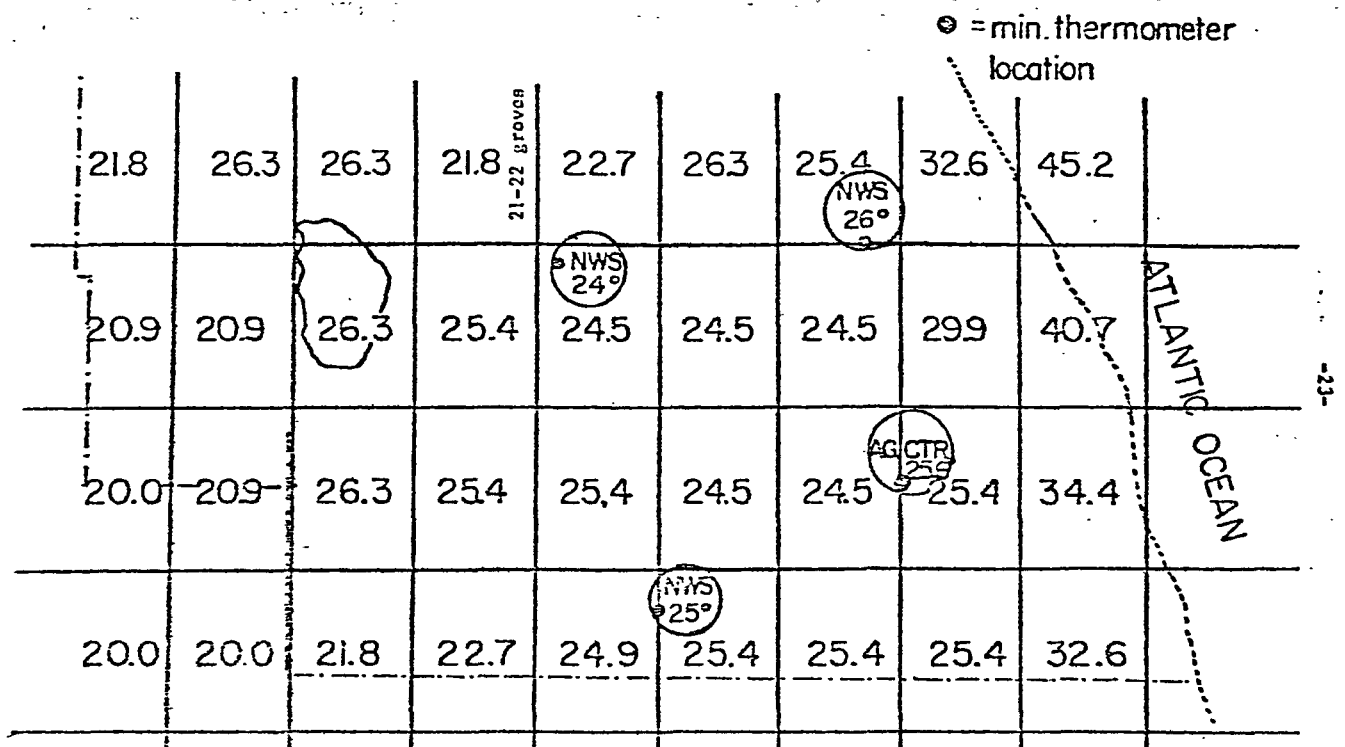 = min. thermometer
location
21-22 groves
21.8 26.3 26.3 21.8 22.7 26.3 25.4 32.6 45.2
NWS
26°
NWS
24°
20.9 20.9 26.3 25.4 24.5 24.5 24.5 29.9 40.7
ATLANTIC OCEAN
-23-
AG. CTR.
20.0 20.9 26.3 25.4 25.4 24.5 24.5 25.4 34.4
NWS
25°
20.0 20.0 21.8 22.7 24.9 25.4 25.4 25.4 32.6